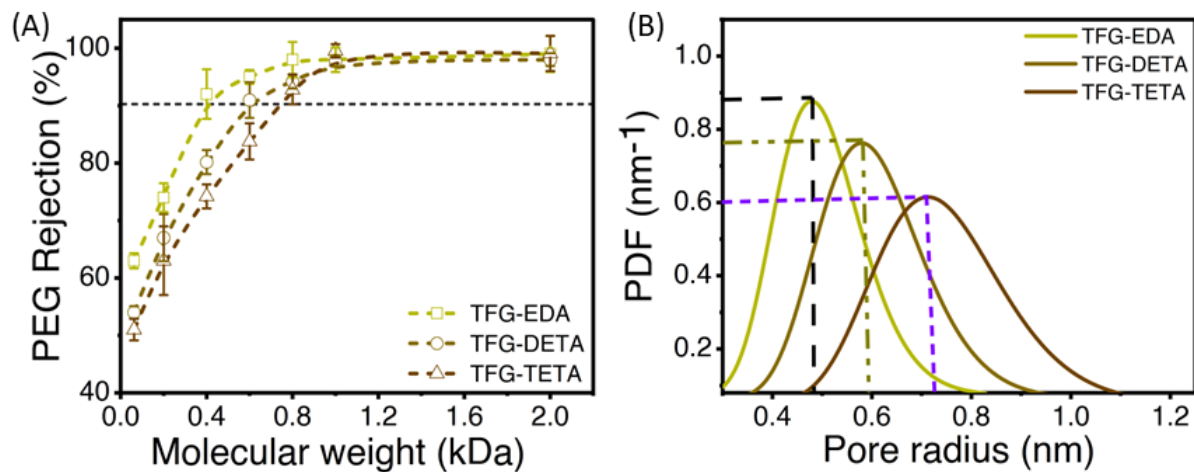 (A)
PEG Rejection (%)
100
80
60
40
0.0
0.4
0.8
1.2
1.6
2.0
Molecular weight (kDa)
TFG-EDA
TFG-DETA
TFG-TETA
(B)
PDF (nm-1)
1.0
0.8
0.6
0.4
0.2
0.4
0.6
0.8
1.0
1.2
Pore radius (nm)
TFG-EDA
TFG-DETA
TFG-TETA